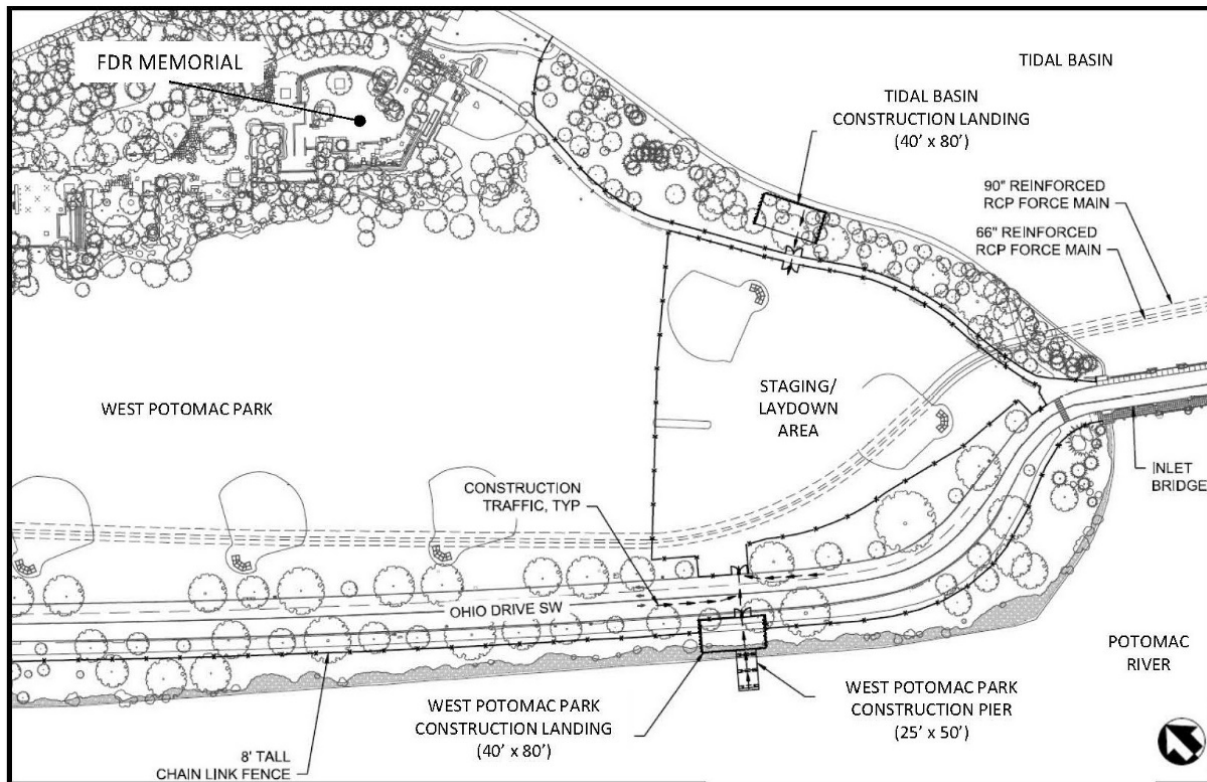 FDR MEMORIAL
TIDAL BASIN
TIDAL BASIN
CONSTRUCTION LANDING
(40' x 80')
90" REINFORCED
RCP FORCE MAIN
66" REINFORCED
RCP FORCE MAIN
WEST POTOMAC PARK
STAGING/
LAYDOWN
AREA
INLET
BRIDGE
CONSTRUCTION
TRAFFIC, TYP
OHIO DRIVE SW
POTOMAC
RIVER
WEST POTOMAC PARK
CONSTRUCTION LANDING
(40' x 80')
WEST POTOMAC PARK
CONSTRUCTION PIER
(25' x 50')
8' TALL
CHAIN LINK FENCE